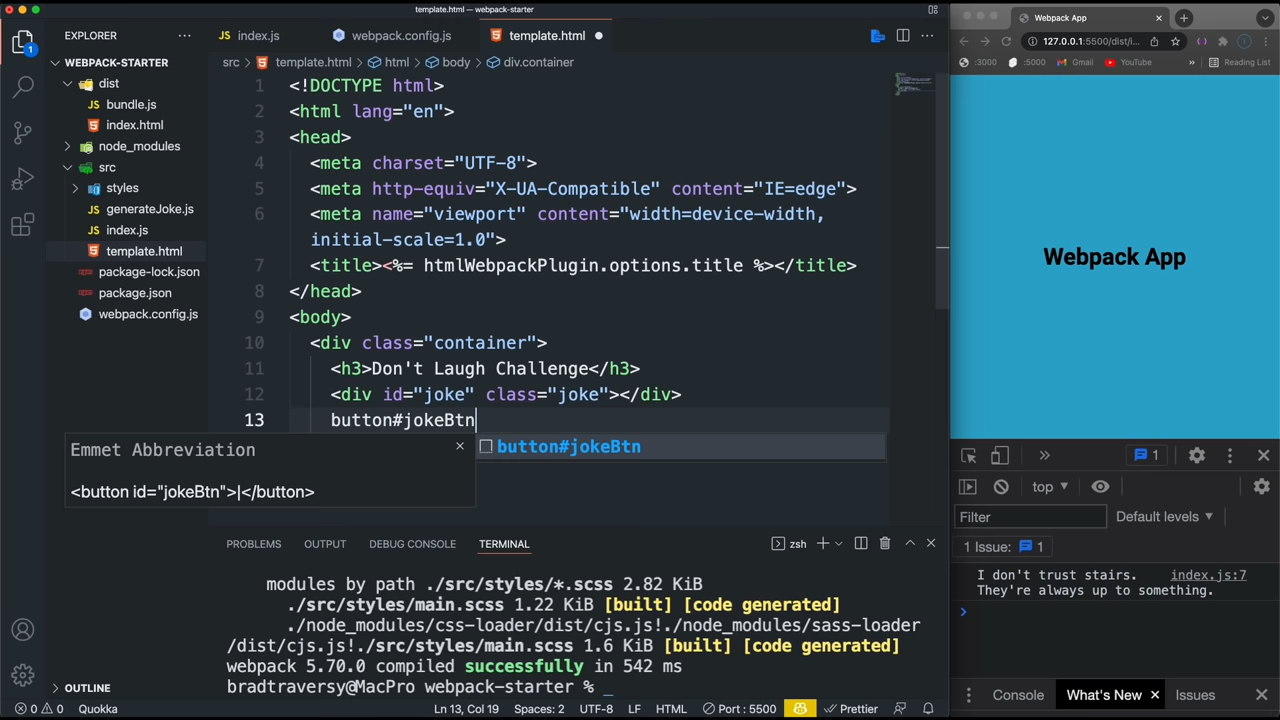 template.html — webpack-starter
EXPLORER
WEBPACK-STARTER
dist
bundle.js
index.html
node_modules
src
styles
generateJoke.js
index.js
template.html
package-lock.json
package.json
webpack.config.js
OUTLINE
1
index.js
webpack.config.js
template.html
src > template.html > html > body > div.container
1 <!DOCTYPE html>
2 <html lang="en">
3 <head>
4 <meta charset="UTF-8">
5 <meta http-equiv="X-UA-Compatible" content="IE=edge">
6 <meta name="viewport" content="width=device-width,
initial-scale=1.0">
7 <title><%= htmlWebpackPlugin.options.title %></title>
8 </head>
9 <body>
10 <div class="container">
11 <h3>Don't Laugh Challenge</h3>
12 <div id="joke" class="joke"></div>
13 button#jokeBtn
button#jokeBtn
Emmet Abbreviation
<button id="jokeBtn">|</button>
PROBLEMS OUTPUT DEBUG CONSOLE TERMINAL
zsh
modules by path ./src/styles/*.scss 2.82 KiB
./src/styles/main.scss 1.22 KiB [built] [code generated]
./node_modules/css-loader/dist/cjs.js!./node_modules/sass-loader
/dist/cjs.js!./src/styles/main.scss 1.6 KiB [built] [code generated]
webpack 5.70.0 compiled successfully in 542 ms
bradtraversy@MacPro webpack-starter %
0 0 Quokka Ln 13, Col 19 Spaces: 2 UTF-8 LF HTML Port : 5500 Prettier
Webpack App
127.0.0.1:5500/dist/i...
:3000 :5000 Gmail YouTube » Reading List
Webpack App
1
top
Filter
Default levels
1 Issue: 1
I don't trust stairs. index.js:7
They're always up to something.
Console What's New Issues